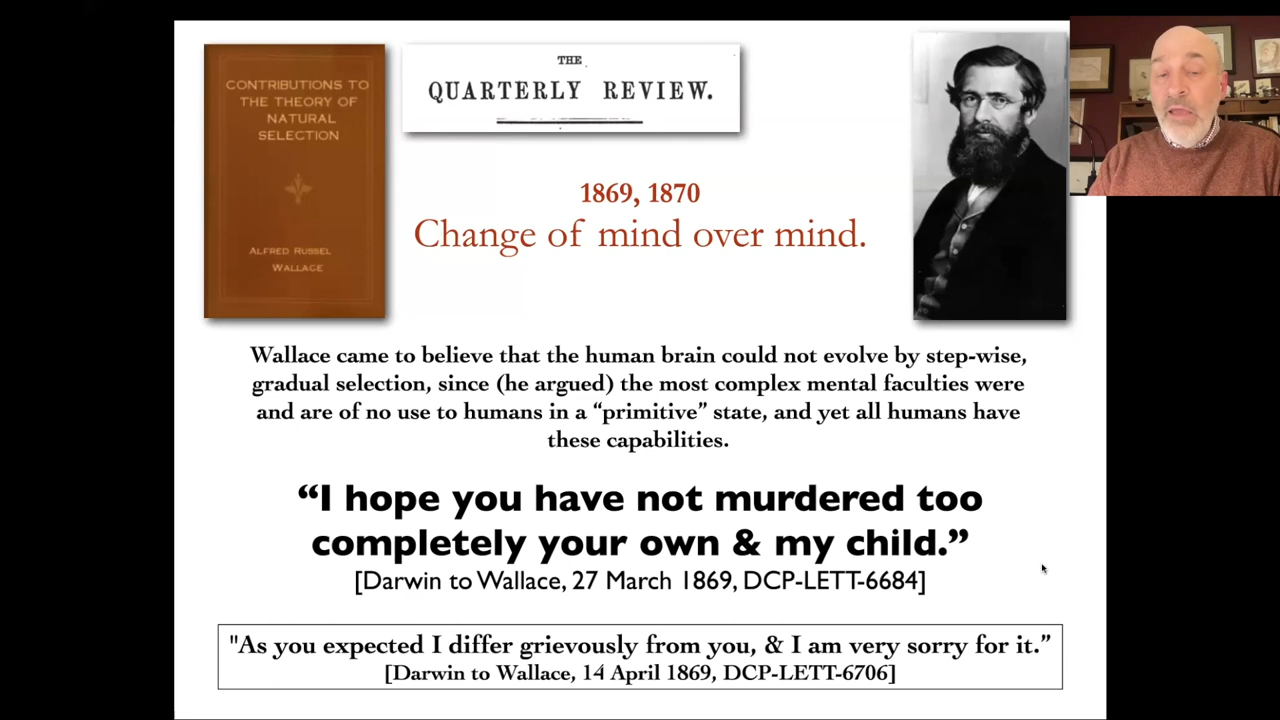 CONTRIBUTIONS TO
THE THEORY OF
NATURAL
SELECTION
ALFRED RUSSEL
WALLACE
THE
QUARTERLY REVIEW.
1869, 1870
Change of mind over mind.
Wallace came to believe that the human brain could not evolve by step-wise,
gradual selection, since (he argued) the most complex mental faculties were
and are of no use to humans in a “primitive” state, and yet all humans have
these capabilities.
“I hope you have not murdered too
completely your own & my child.”
[Darwin to Wallace, 27 March 1869, DCP-LETT-6684]
"As you expected I differ grievously from you, & I am very sorry for it.”
[Darwin to Wallace, 14 April 1869, DCP-LETT-6706]